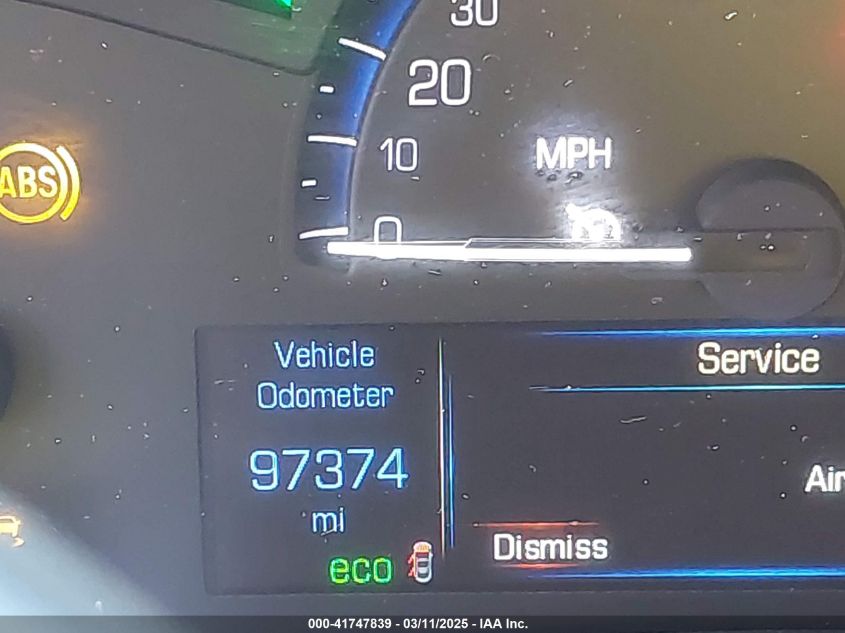 30
20
10
MPH
ABS
0
Vehicle
Odometer
Service
97374
mi
Air
Dismiss
eco
000-41747839 - 03/11/2025 - IAA Inc.